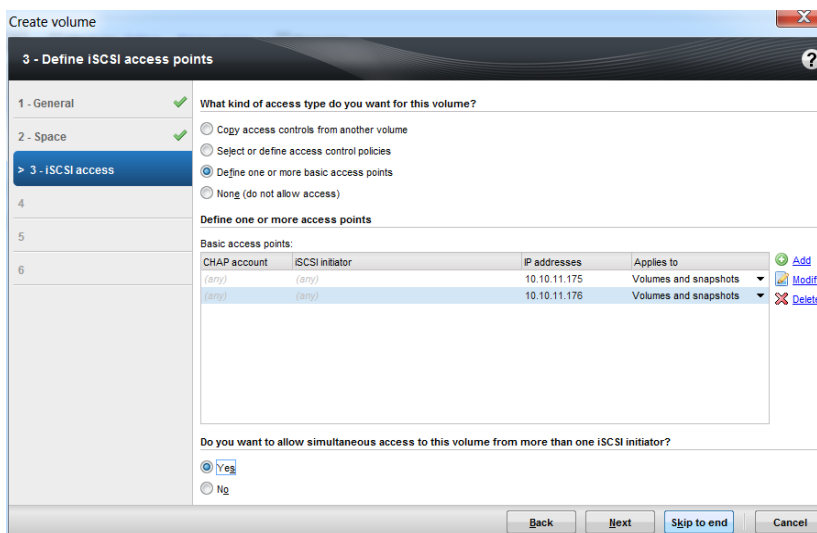 Create volume
3 - Define iSCSI access points
?
1 - General
2 - Space
> 3 - iSCSI access
4
5
6
What kind of access type do you want for this volume?
Copy access controls from another volume
Select or define access control policies
Define one or more basic access points
None (do not allow access)
Define one or more access points
Basic access points:
CHAP account iSCSI initiator IP addresses Applies to
(any) (any) 10.10.11.175 Volumes and snapshots
(any) (any) 10.10.11.176 Volumes and snapshots
Add
Modif
Delete
Do you want to allow simultaneous access to this volume from more than one iSCSI initiator?
Yes
No
Back Next Skip to end Cancel